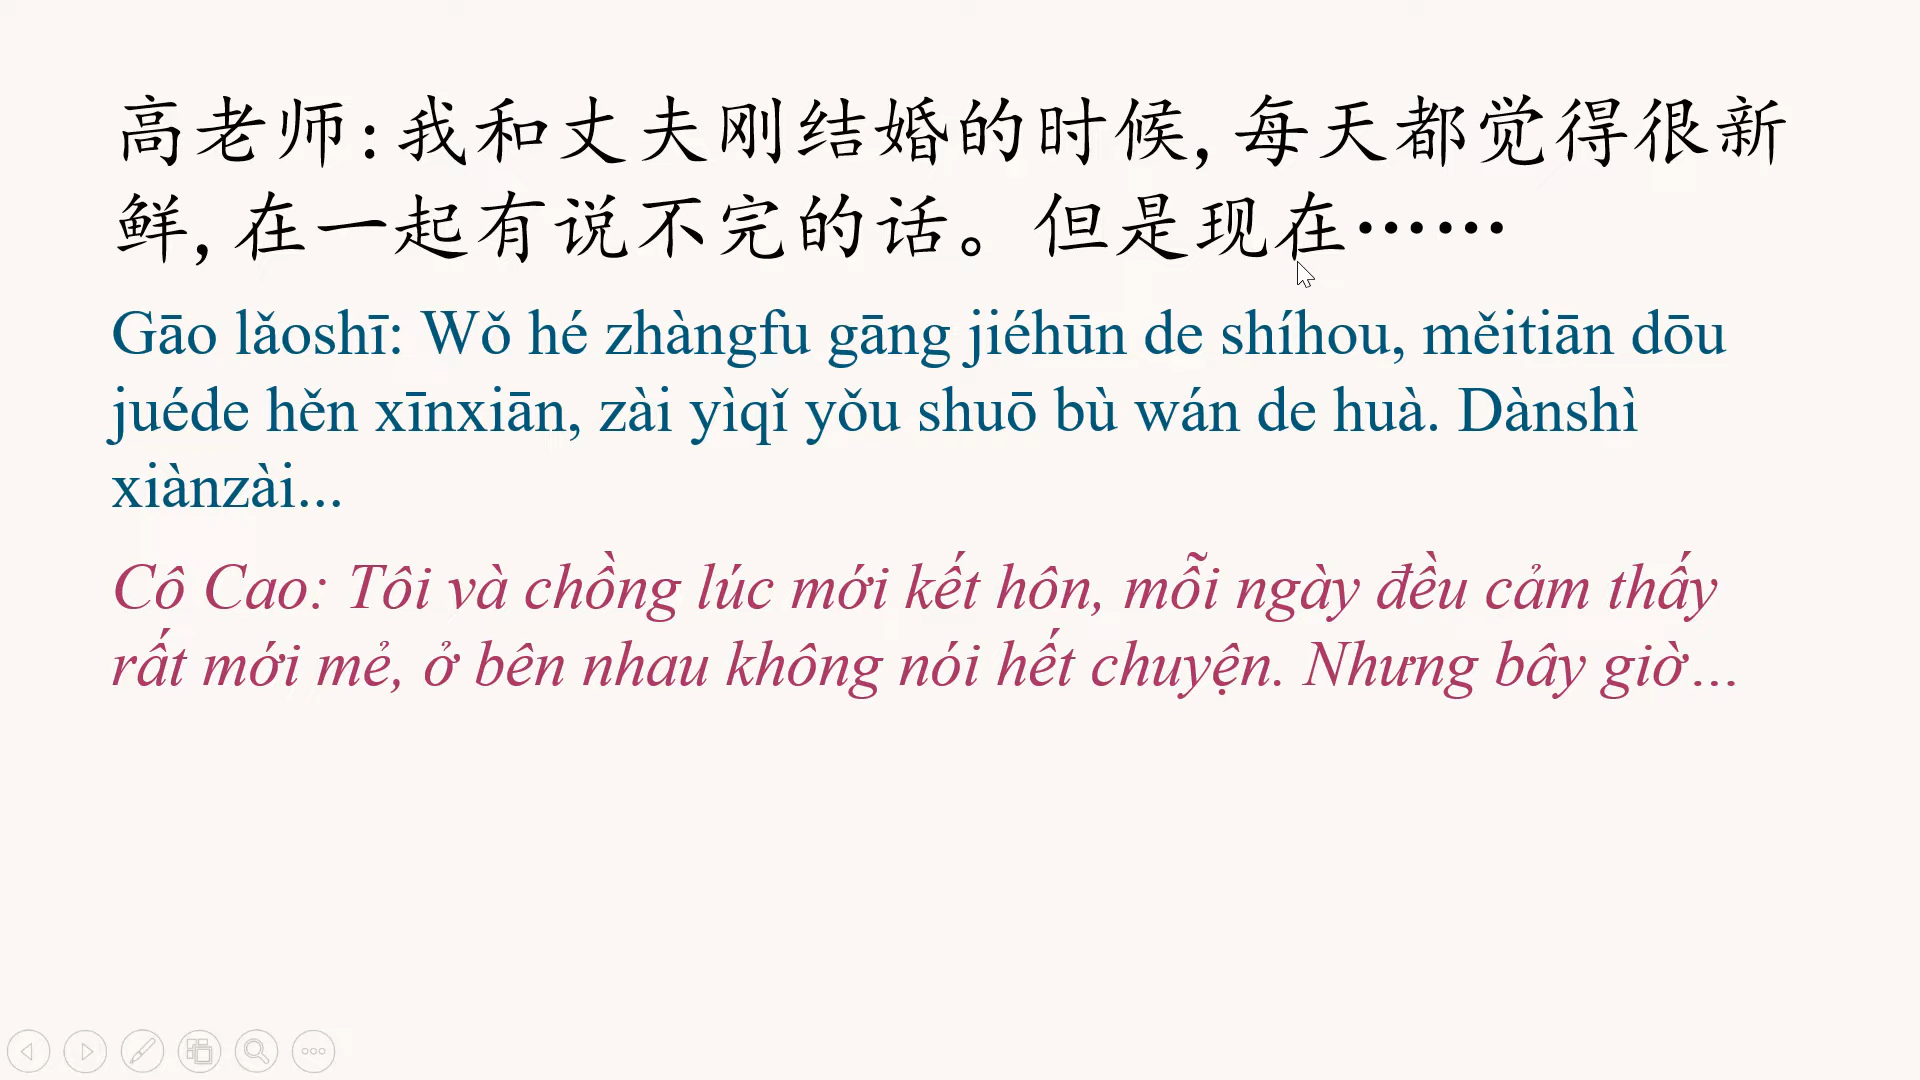 高老师:我和丈夫刚结婚的时候,每天都觉得很新
鲜,在一起有说不完的话。但是现在……
Gāo lǎoshī: Wǒ hé zhàngfu gāng jiéhūn de shíhou, měitiān dōu
juéde hěn xīnxiān, zài yìqǐ yǒu shuō bù wán de huà. Dànshì
xiànzài...
Cô Cao: Tôi và chồng lúc mới kết hôn, mỗi ngày đều cảm thấy
rất mới mẻ, ở bên nhau không nói hết chuyện. Nhưng bây giờ...